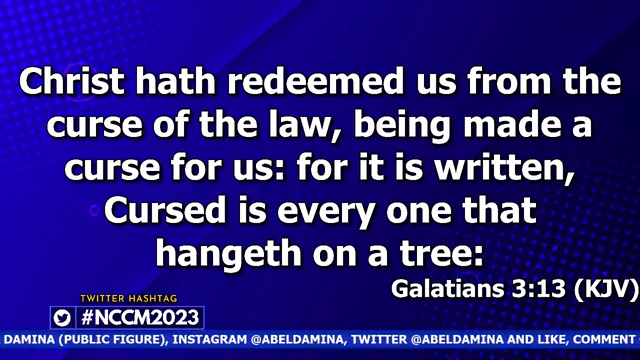 Christ hath redeemed us from the
curse of the law, being made a
curse for us: for it is written,
Cursed is every one that
hangeth on a tree:
Galatians 3:13 (KJV)
TWITTER HASHTAG
#NCCM2023
DAMINA (PUBLIC FIGURE), INSTAGRAM @ABELDAMINA, TWITTER @ABELDAMINA AND LIKE, COMMENT